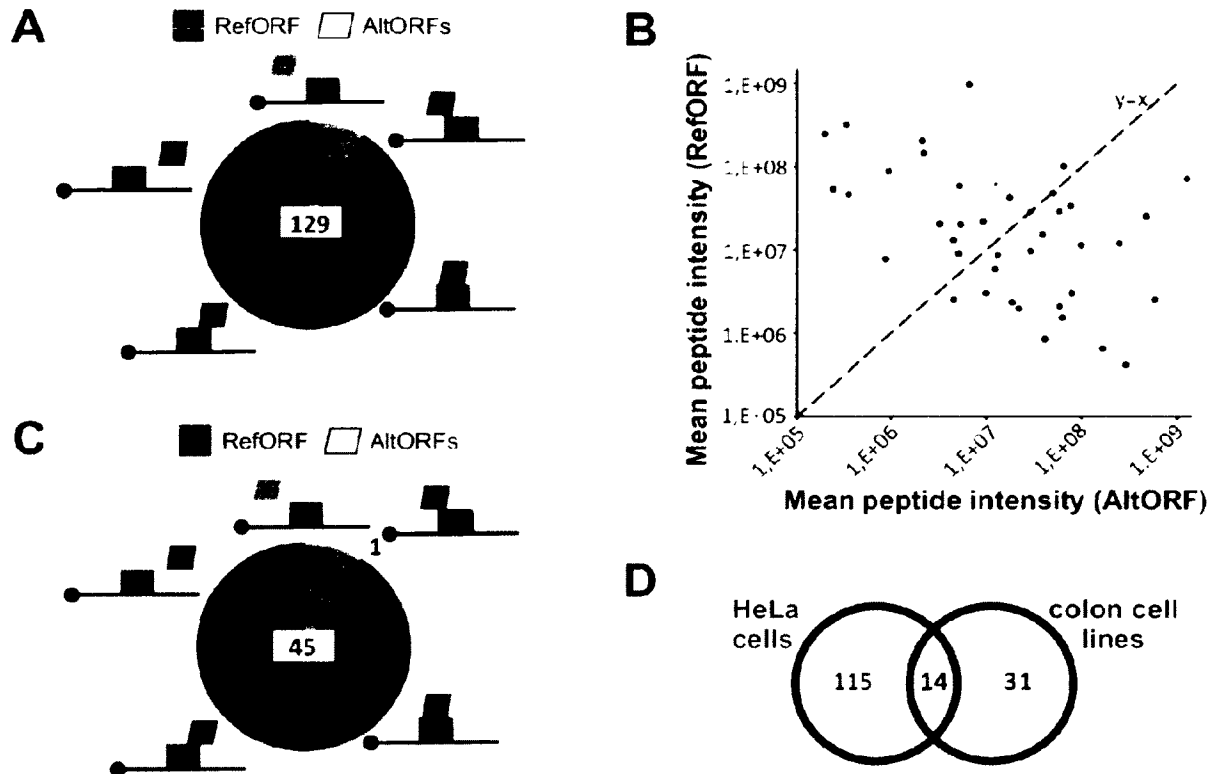 A
RefORF AltORFs
129
B
Mean peptide intensity (RefORF)
1,E+09
1,E+08
1,E+07
1,E+06
1,E+05
y=x
1,E+05
1,E+06
1,E+07
1,E+08
1,E+09
Mean peptide intensity (AltORF)
C
RefORF AltORFs
1
45
D
HeLa
cells
colon cell
lines
115
14
31